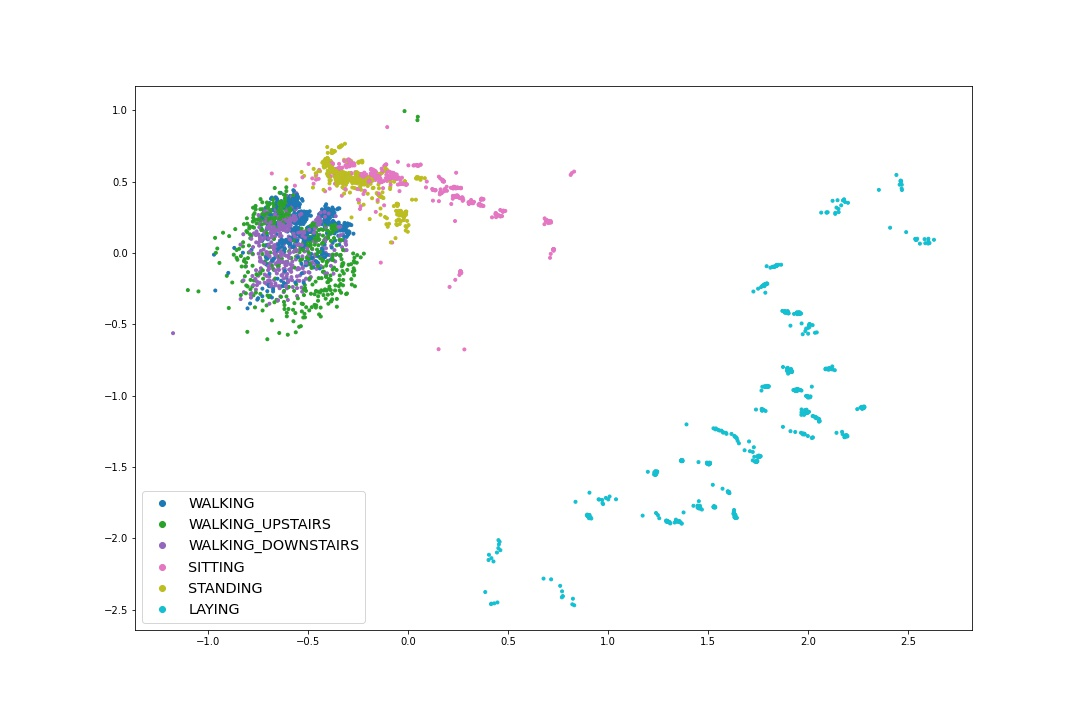 1.0
0.5
0.0
−0.5
−1.0
−1.5
−2.0
−2.5
WALKING
WALKING_UPSTAIRS
WALKING_DOWNSTAIRS
SITTING
STANDING
LAYING
−1.0 −0.5 0.0 0.5 1.0 1.5 2.0 2.5